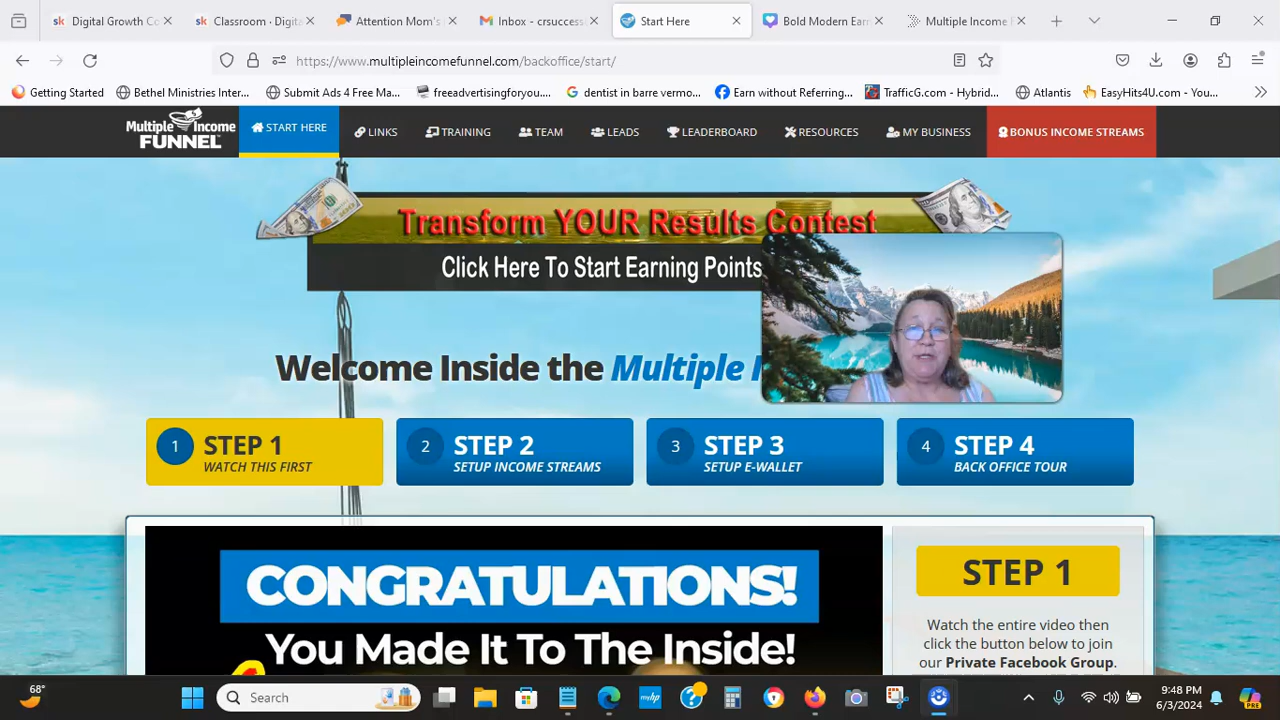 Digital Growth Co
Classroom · Digita
Attention Mom's
Inbox - crsuccess
Start Here
Bold Modern Earn
Multiple Income F
https://www.multipleincomefunnel.com/backoffice/start/
Getting Started
Bethel Ministries Inter...
Submit Ads 4 Free Ma...
freeadvertisingforyou....
dentist in barre vermo...
Earn without Referring...
TrafficG.com - Hybrid...
Atlantis
EasyHits4U.com - You...
Multiple Income
FUNNEL
START HERE
LINKS
TRAINING
TEAM
LEADS
LEADERBOARD
RESOURCES
MY BUSINESS
BONUS INCOME STREAMS
Transform YOUR Results Contest
Click Here To Start Earning Points
Welcome Inside the Multiple
1 STEP 1
WATCH THIS FIRST
2 STEP 2
SETUP INCOME STREAMS
3 STEP 3
SETUP E-WALLET
4 STEP 4
BACK OFFICE TOUR
CONGRATULATIONS!
You Made It To The Inside!
STEP 1
Watch the entire video then
click the button below to join
our Private Facebook Group.
68°
Search
9:48 PM
6/3/2024